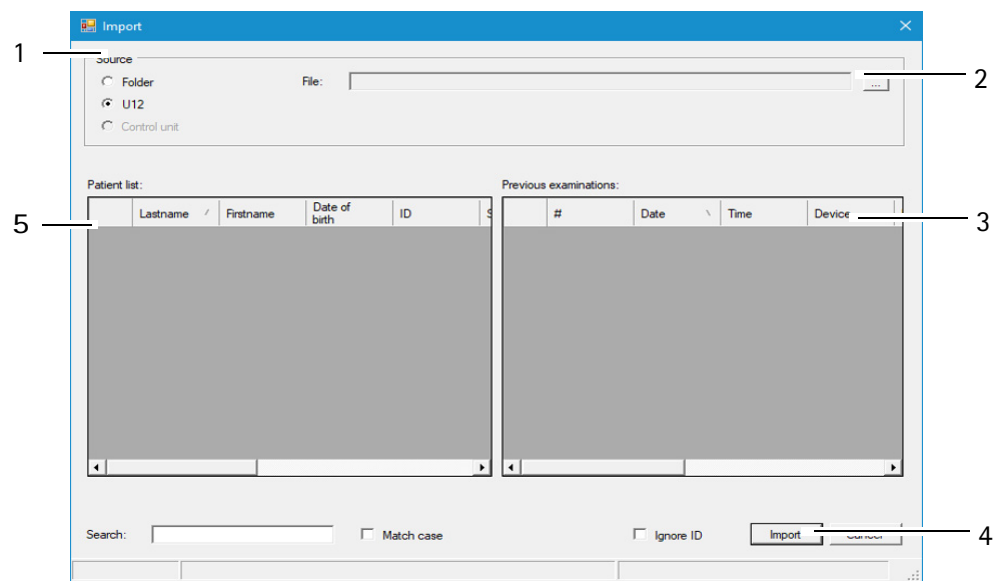 Import
1
Source
Folder
File:
...
2
U12
Control unit
Patient list:
Previous examinations:
5
Lastname
Firstname
Date of
birth
ID
#
Date
Time
Device
3
Search:
Match case
Ignore ID
Import
Cancel
4